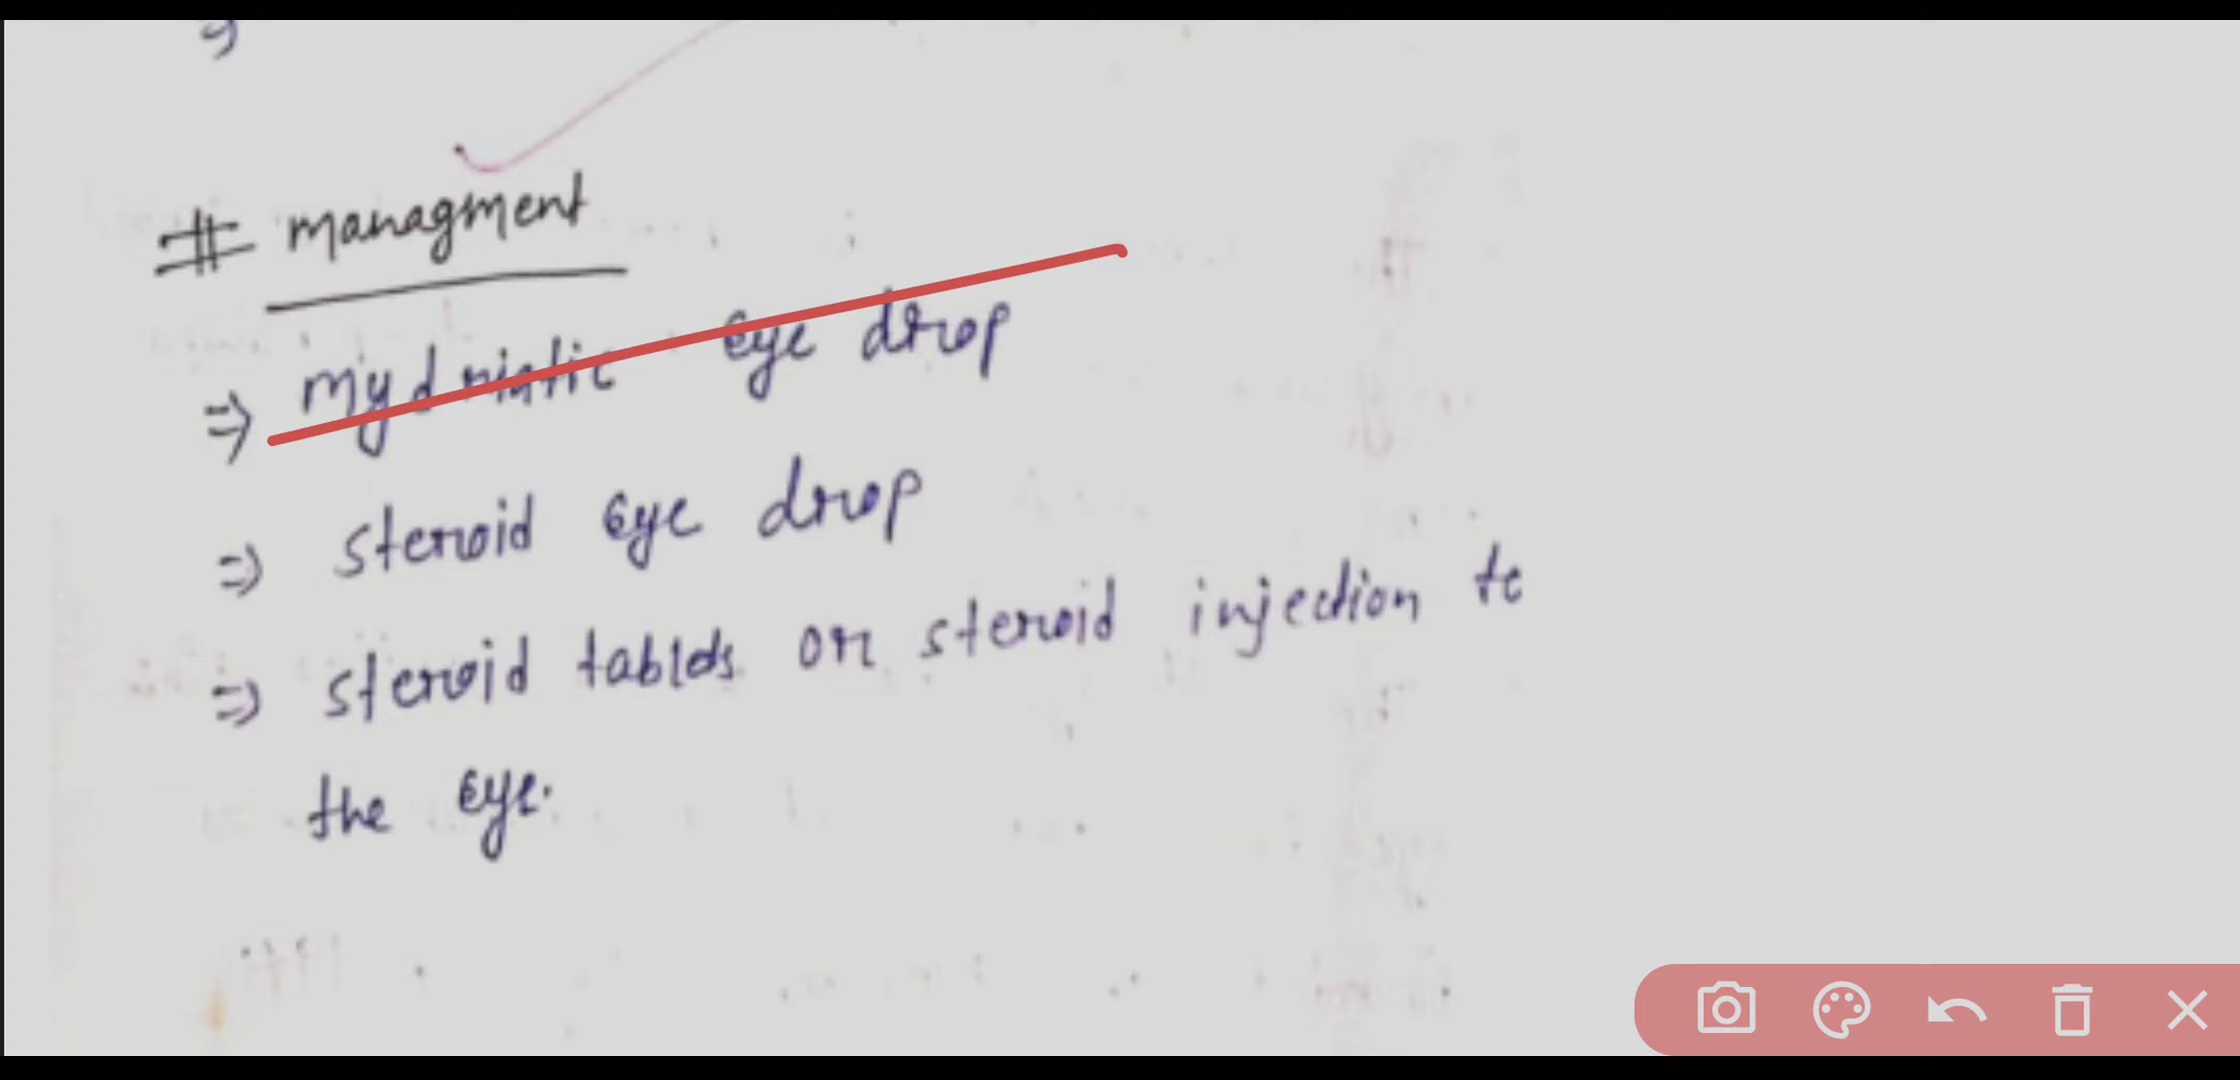 # managment
⇒ mydriatic eye drop
⇒ steroid eye drop
⇒ steroid tablets or steroid injection to
the eye.